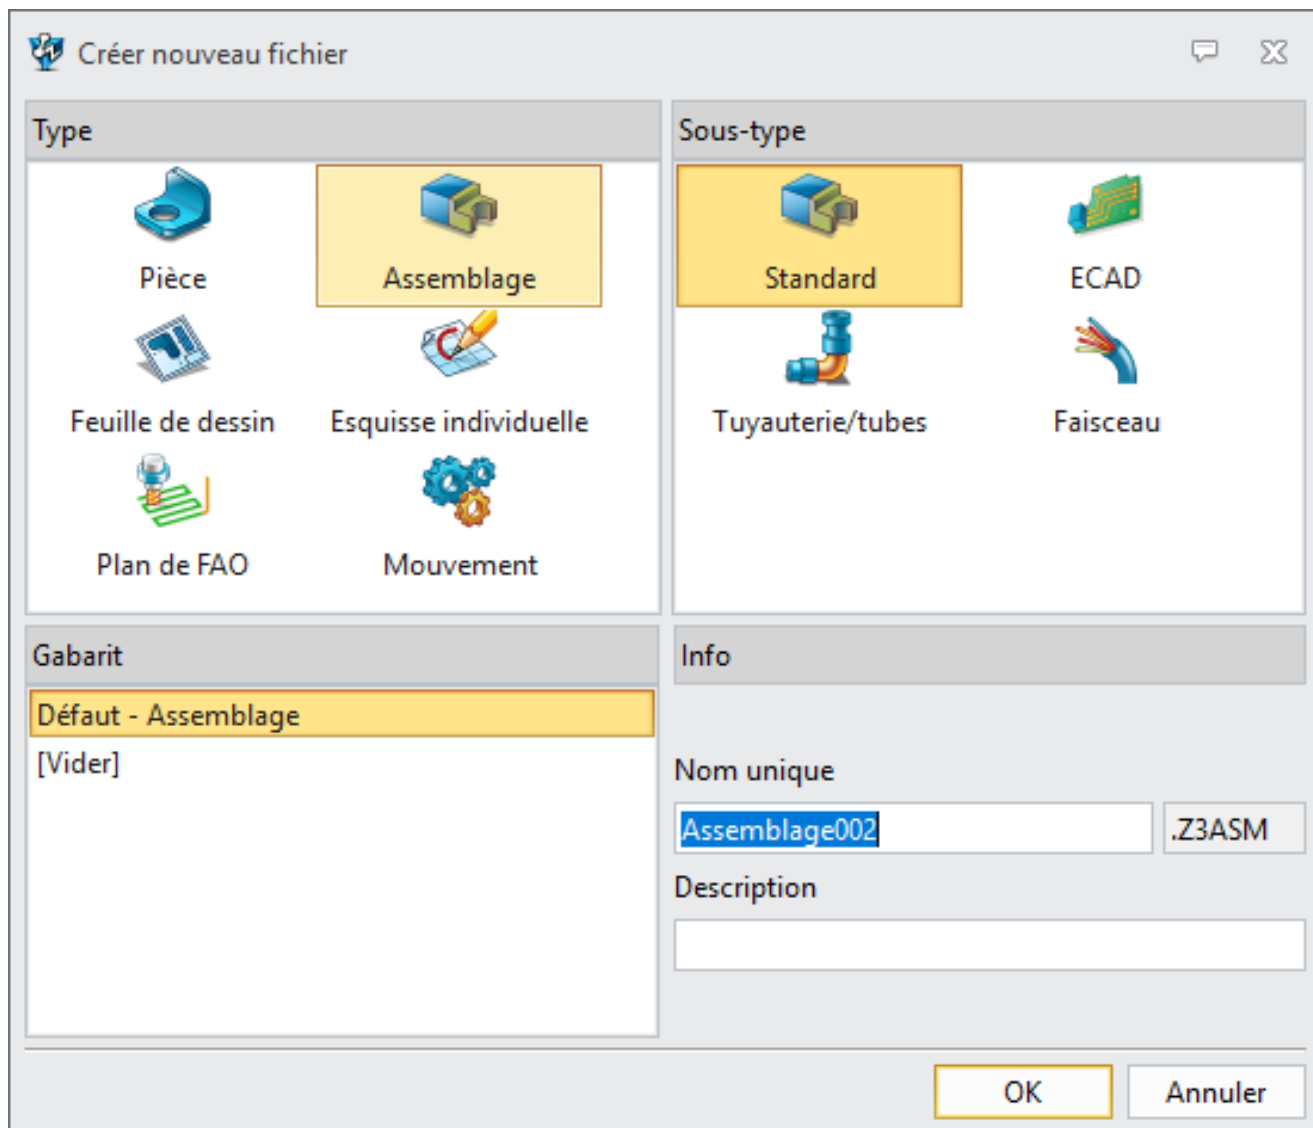 Créer nouveau fichier
Type
Pièce
Assemblage
Feuille de dessin
Esquisse individuelle
Plan de FAO
Mouvement
Sous-type
Standard
ECAD
Tuyauterie/tubes
Faisceau
Gabarit
Défaut - Assemblage
[Vider]
Info
Nom unique
Assemblage002 .Z3ASM
Description
OK Annuler